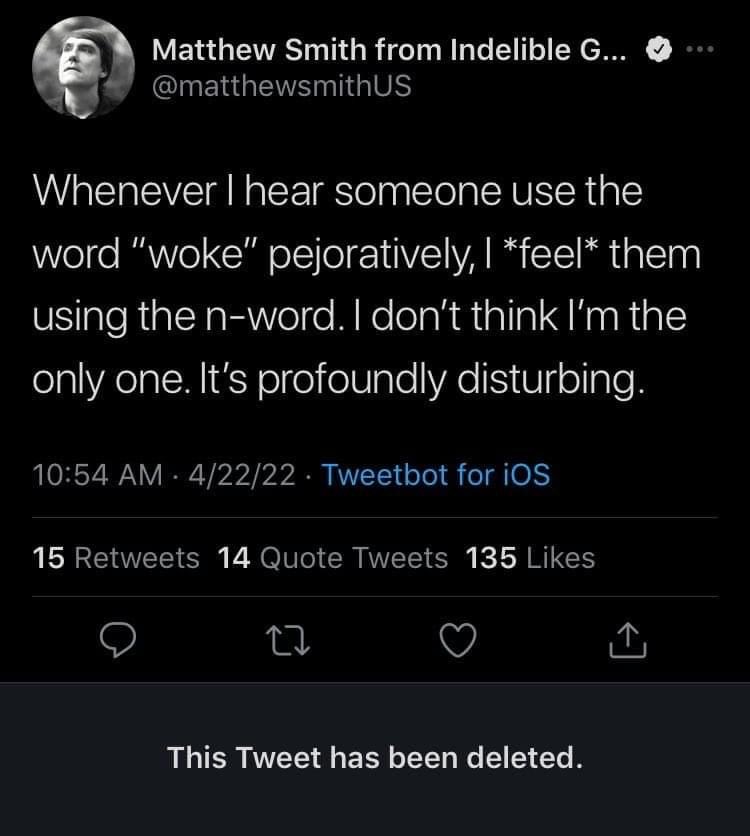 Matthew Smith from Indelible G...
@matthewsmithUS
Whenever I hear someone use the
word “woke” pejoratively, I *feel* them
using the n-word. I don’t think I’m the
only one. It’s profoundly disturbing.
10:54 AM · 4/22/22 · Tweetbot for iOS
15 Retweets 14 Quote Tweets 135 Likes
This Tweet has been deleted.